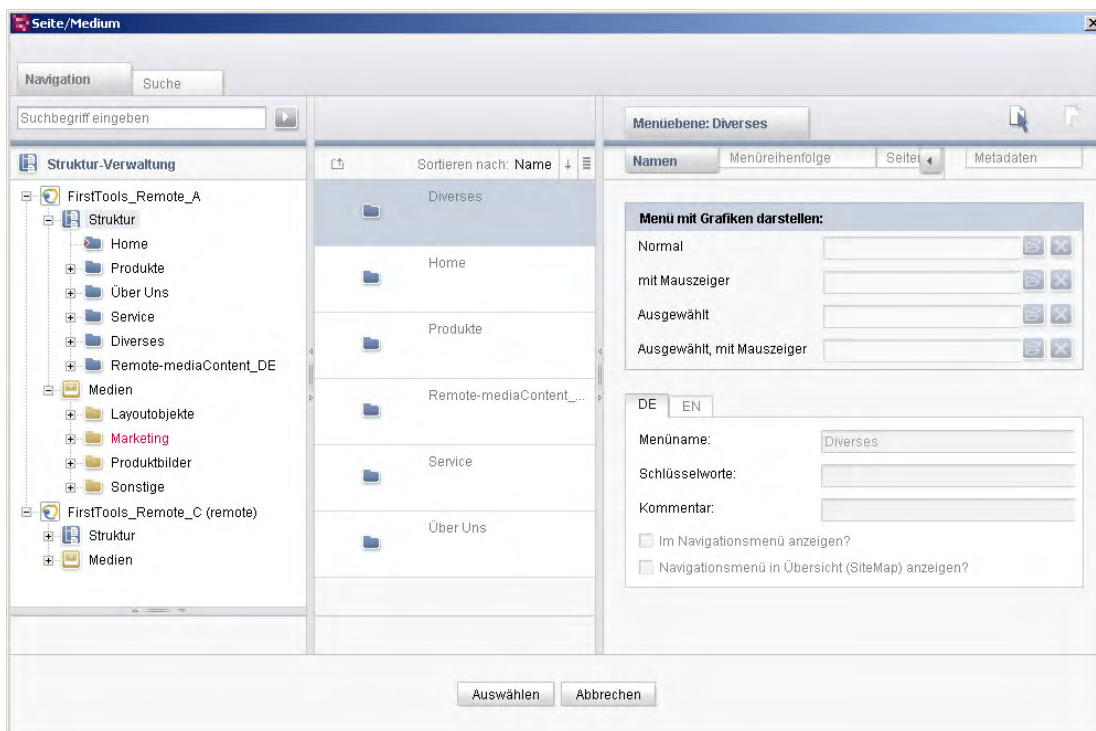 Seite/Medium
Navigation
Suche
Suchbegriff eingeben
Struktur-Verwaltung
FirstTools_Remote_A
Struktur
Home
Produkte
Über Uns
Service
Diverses
Remote-mediaContent_DE
Medien
Layoutobjekte
Marketing
Produktbilder
Sonstige
FirstTools_Remote_C (remote)
Struktur
Medien
Sortieren nach: Name
Diverses
Home
Produkte
Remote-mediaContent_...
Service
Über Uns
Menüebene: Diverses
Namen
Menüreihenfolge
Seite
Metadaten
Menü mit Grafiken darstellen:
Normal
mit Mauszeiger
Ausgewählt
Ausgewählt, mit Mauszeiger
DE EN
Menüname: Diverses
Schlüsselworte:
Kommentar:
Im Navigationsmenü anzeigen?
Navigationsmenü in Übersicht (SiteMap) anzeigen?
Auswählen Abbrechen